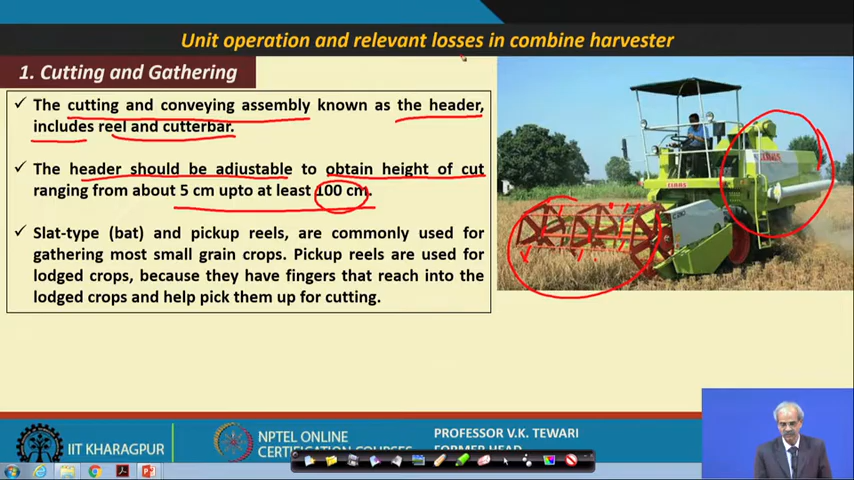 Unit operation and relevant losses in combine harvester
1. Cutting and Gathering
✓ The cutting and conveying assembly known as the header,
includes reel and cutterbar.
✓ The header should be adjustable to obtain height of cut
ranging from about 5 cm upto at least 100 cm.
✓ Slat-type (bat) and pickup reels, are commonly used for
gathering most small grain crops. Pickup reels are used for
lodged crops, because they have fingers that reach into the
lodged crops and help pick them up for cutting.
CLAAS
CLAAS
IIT KHARAGPUR
NPTEL ONLINE
CERTIFICATION COURSES
PROFESSOR V.K. TEWARI
FORMER HEAD